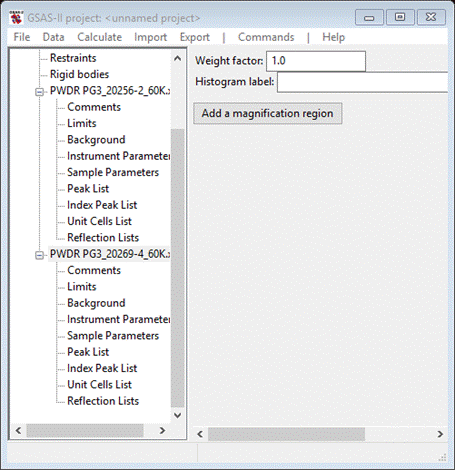 GSAS-II project: <unnamed project>
File Data Calculate Import Export | Commands | Help
Restraints
Rigid bodies
PWDR PG3_20256-2_60K.x
Comments
Limits
Background
Instrument Parameter
Sample Parameters
Peak List
Index Peak List
Unit Cells List
Reflection Lists
PWDR PG3_20269-4_60K.x
Comments
Limits
Background
Instrument Parameter
Sample Parameters
Peak List
Index Peak List
Unit Cells List
Reflection Lists
Weight factor: 1.0
Histogram label:
Add a magnification region